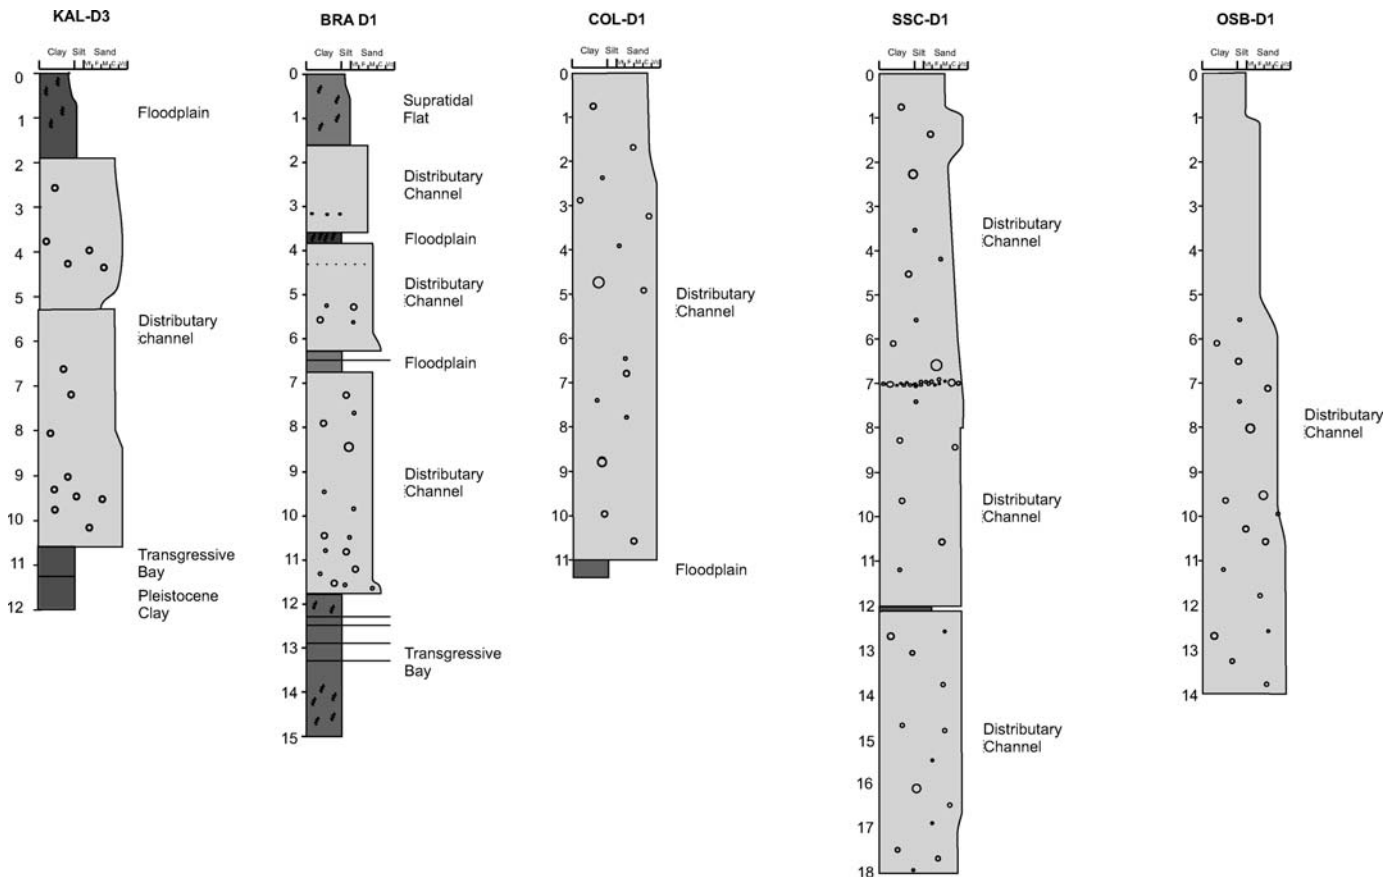 KAL-D3
Clay Silt Sand
0
1
2
3
4
5
6
7
8
9
10
11
12
Floodplain
Distributary
channel
Transgressive
Bay
Pleistocene
Clay
BRA D1
Clay Silt Sand
0
1
2
3
4
5
6
7
8
9
10
11
12
13
14
15
Supratidal
Flat
Distributary
Channel
Floodplain
Distributary
Channel
Floodplain
Distributary
Channel
Transgressive
Bay
COL-D1
Clay Silt Sand
0
1
2
3
4
5
6
7
8
9
10
11
Distributary
Channel
Floodplain
SSC-D1
Clay Silt Sand
0
1
2
3
4
5
6
7
8
9
10
11
12
13
14
15
16
17
18
Distributary
Channel
Distributary
Channel
Distributary
Channel
OSB-D1
Clay Silt Sand
0
1
2
3
4
5
6
7
8
9
10
11
12
13
14
Distributary
Channel